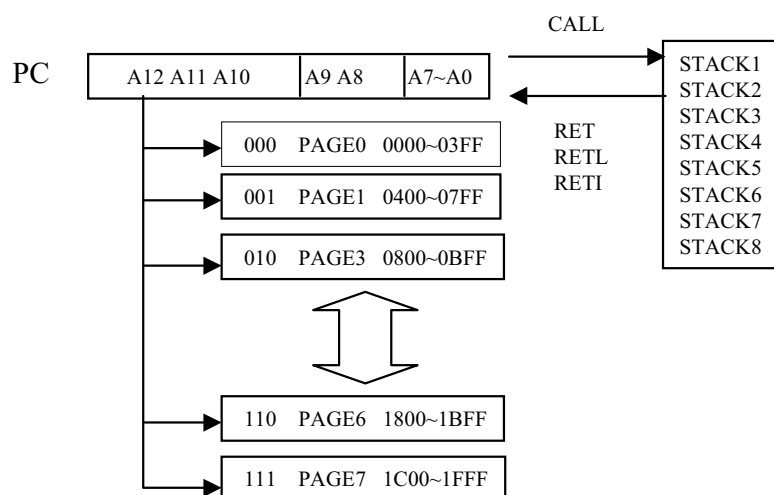 CALL
PC
A12 A11 A10 A9 A8 A7~A0
STACK1
STACK2
STACK3
STACK4
STACK5
STACK6
STACK7
STACK8
RET
RETL
RETI
000 PAGE0 0000~03FF
001 PAGE1 0400~07FF
010 PAGE3 0800~0BFF
110 PAGE6 1800~1BFF
111 PAGE7 1C00~1FFF